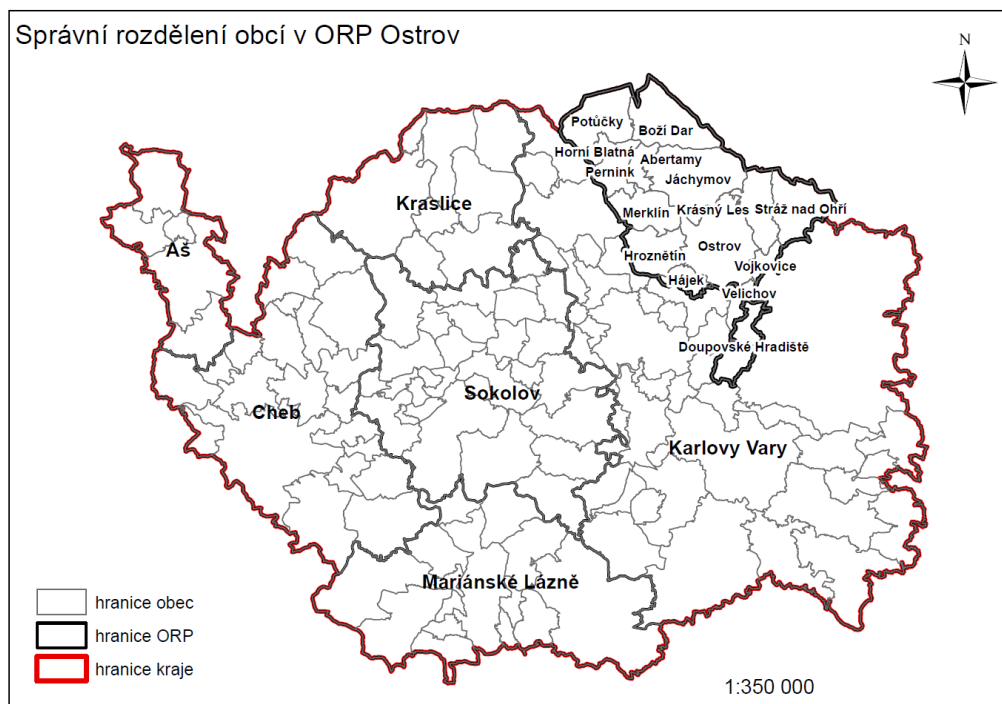 Správní rozdělení obcí v ORP Ostrov
N
Potůčky
Boží Dar
Horní Blatná
Abertamy
Pernink
Jáchymov
Kraslice
Merklín
Krásný Les
Stráž nad Ohří
Aš
Ostrov
Hroznětín
Vojkovice
Hájek
Velichov
Doupovské Hradiště
Sokolov
Cheb
Karlovy Vary
Mariánské Lázně
hranice obec
hranice ORP
hranice kraje
1:350 000